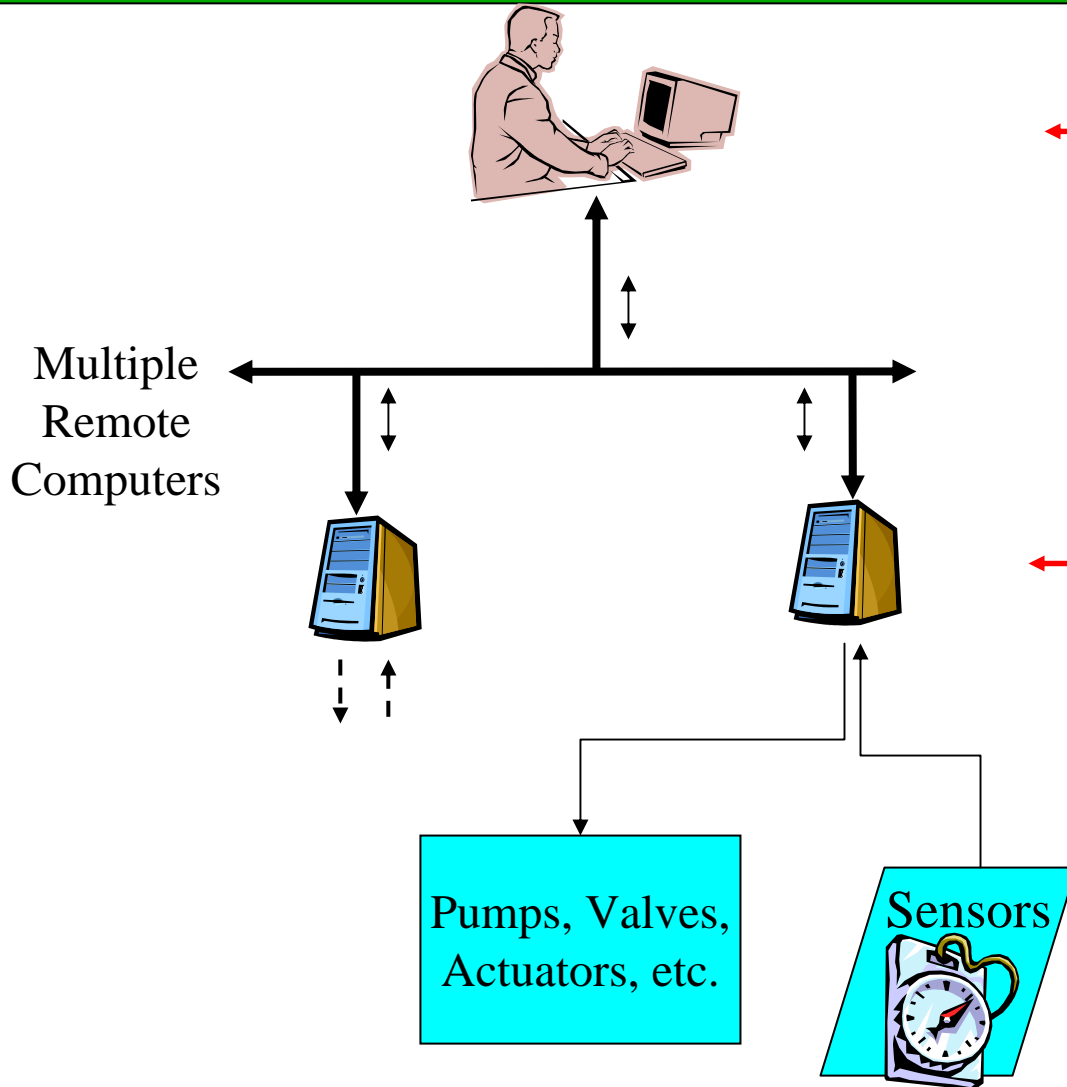 Multiple
Remote
Computers
Pumps, Valves,
Actuators, etc.
Sensors